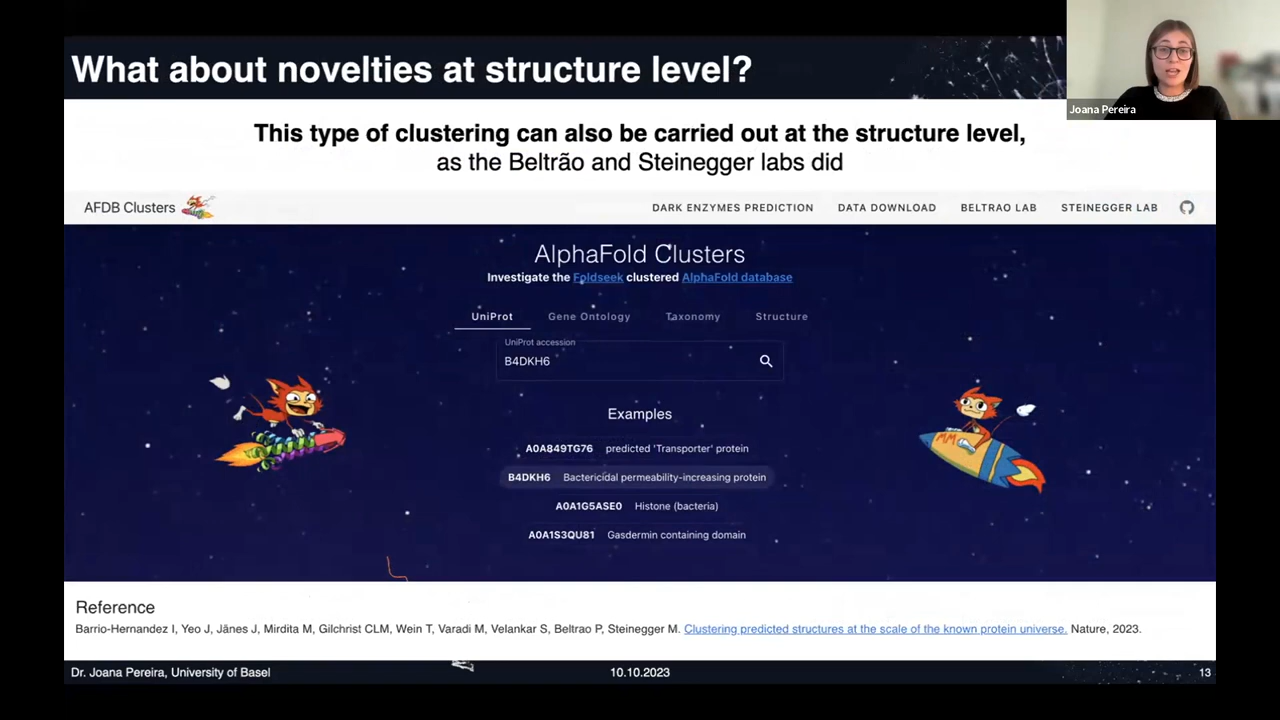 What about novelties at structure level?
Joana Pereira
This type of clustering can also be carried out at the structure level,
as the Beltrão and Steinegger labs did
AFDB Clusters
DARK ENZYMES PREDICTION DATA DOWNLOAD BELTRAO LAB STEINEGGER LAB
AlphaFold Clusters
Investigate the Foldseek clustered AlphaFold database
UniProt Gene Ontology Taxonomy Structure
UniProt accession
B4DKH6
Examples
A0A849TG76 predicted 'Transporter' protein
B4DKH6 Bactericidal permeability-increasing protein
A0A1G5ASE0 Histone (bacteria)
A0A1S3QU81 Gasdermin containing domain
MM
Reference
Barrio-Hernandez I, Yeo J, Jänes J, Mirdita M, Gilchrist CLM, Wein T, Varadi M, Velankar S, Beltrao P, Steinegger M. Clustering predicted structures at the scale of the known protein universe. Nature, 2023.
Dr. Joana Pereira, University of Basel 10.10.2023 13